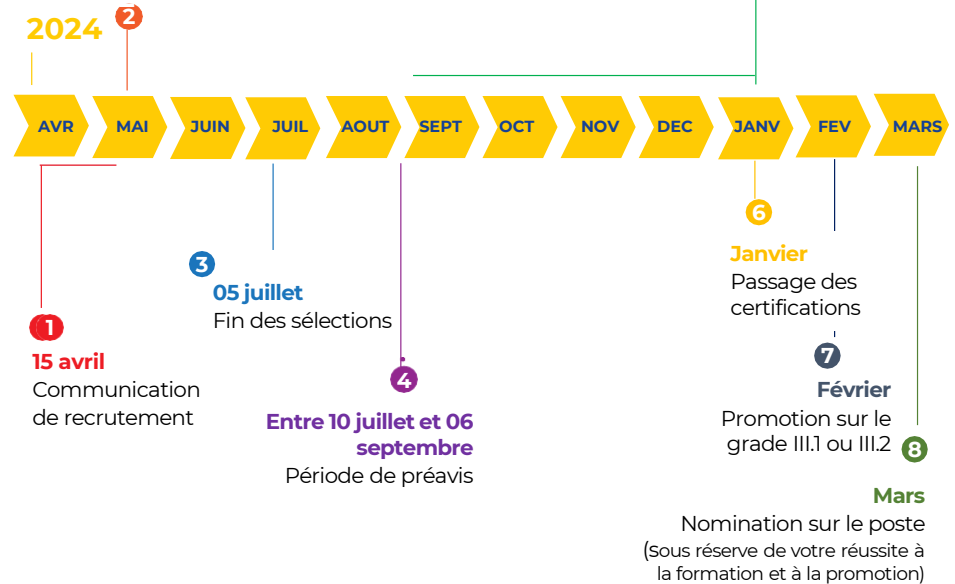 2024
2
AVR
MAI
JUIN
JUIL
AOUT
SEPT
OCT
NOV
DEC
JANV
FEV
MARS
1
15 avril
Communication
de recrutement
3
05 juillet
Fin des sélections
4
Entre 10 juillet et 06
septembre
Période de préavis
6
Janvier
Passage des
certifications
7
Février
Promotion sur le
grade III.1 ou III.2
8
Mars
Nomination sur le poste
(sous réserve de votre réussite à
la formation et à la promotion)